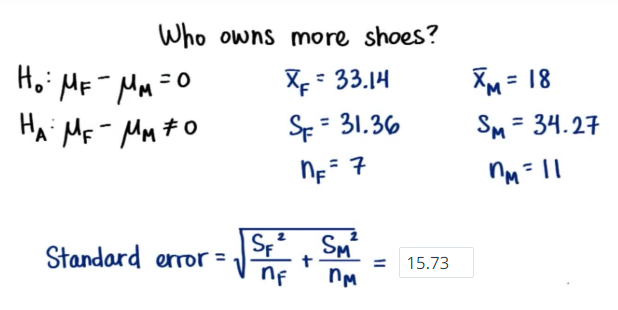 Who owns more shoes?
H₀: μF - μM = 0
x̄F = 33.14
x̄M = 18
HA: μF - μM ≠ 0
SF = 31.36
SM = 34.27
nF = 7
nM = 11
Standard error = √(SF²/nF + SM²/nM) = 15.73